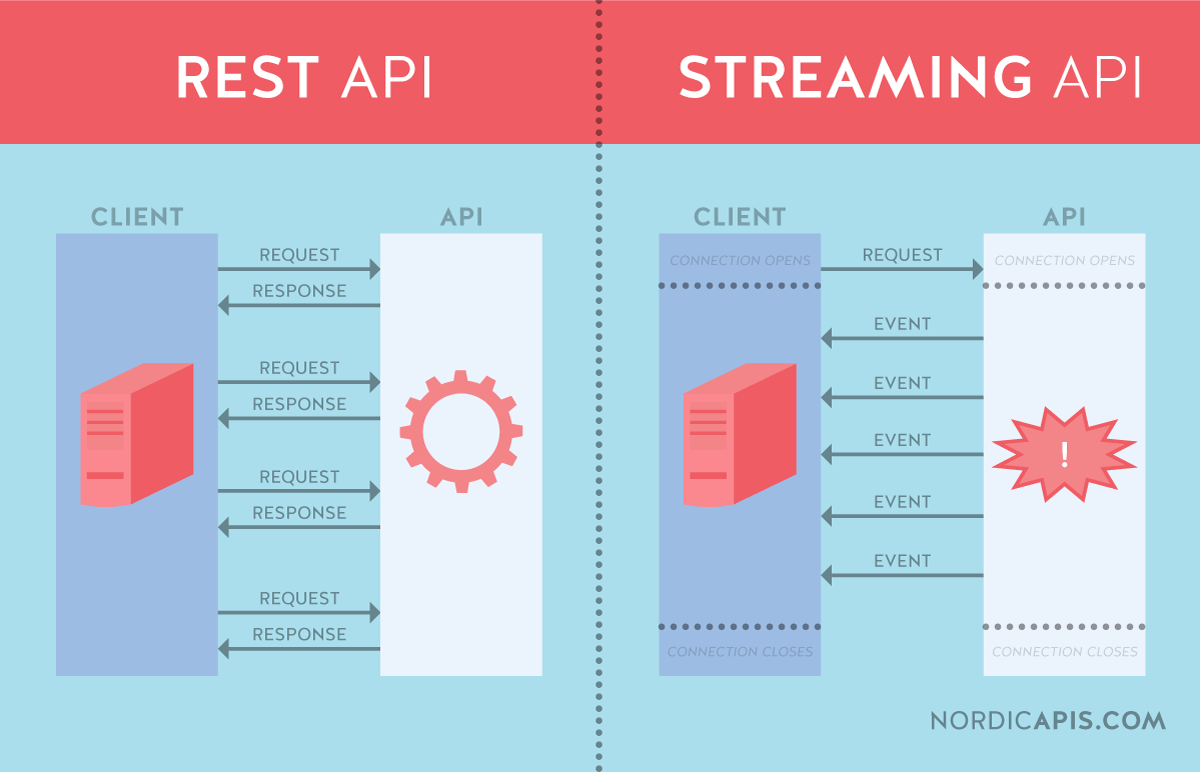 REST API
CLIENT
API
REQUEST
RESPONSE
REQUEST
RESPONSE
REQUEST
RESPONSE
REQUEST
RESPONSE
STREAMING API
CLIENT
API
CONNECTION OPENS
REQUEST
CONNECTION OPENS
EVENT
EVENT
EVENT
!
EVENT
EVENT
CONNECTION CLOSES
CONNECTION CLOSES
NORDICAPIS.COM